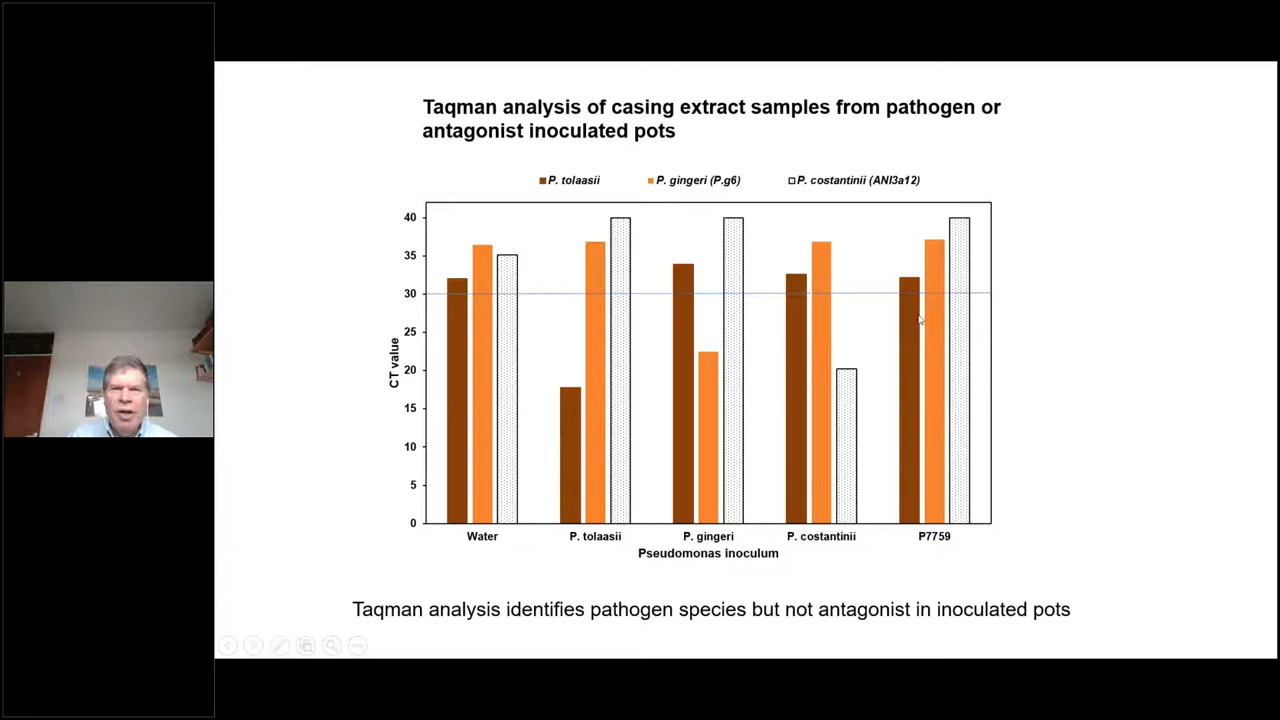 Taqman analysis of casing extract samples from pathogen or
antagonist inoculated pots
P. tolaasii P. gingeri (P.g6) P. costantinii (ANI3a12)
40
35
30
25
20
15
10
5
0
CT value
Water P. tolaasii P. gingeri P. costantinii P7759
Pseudomonas inoculum
Taqman analysis identifies pathogen species but not antagonist in inoculated pots